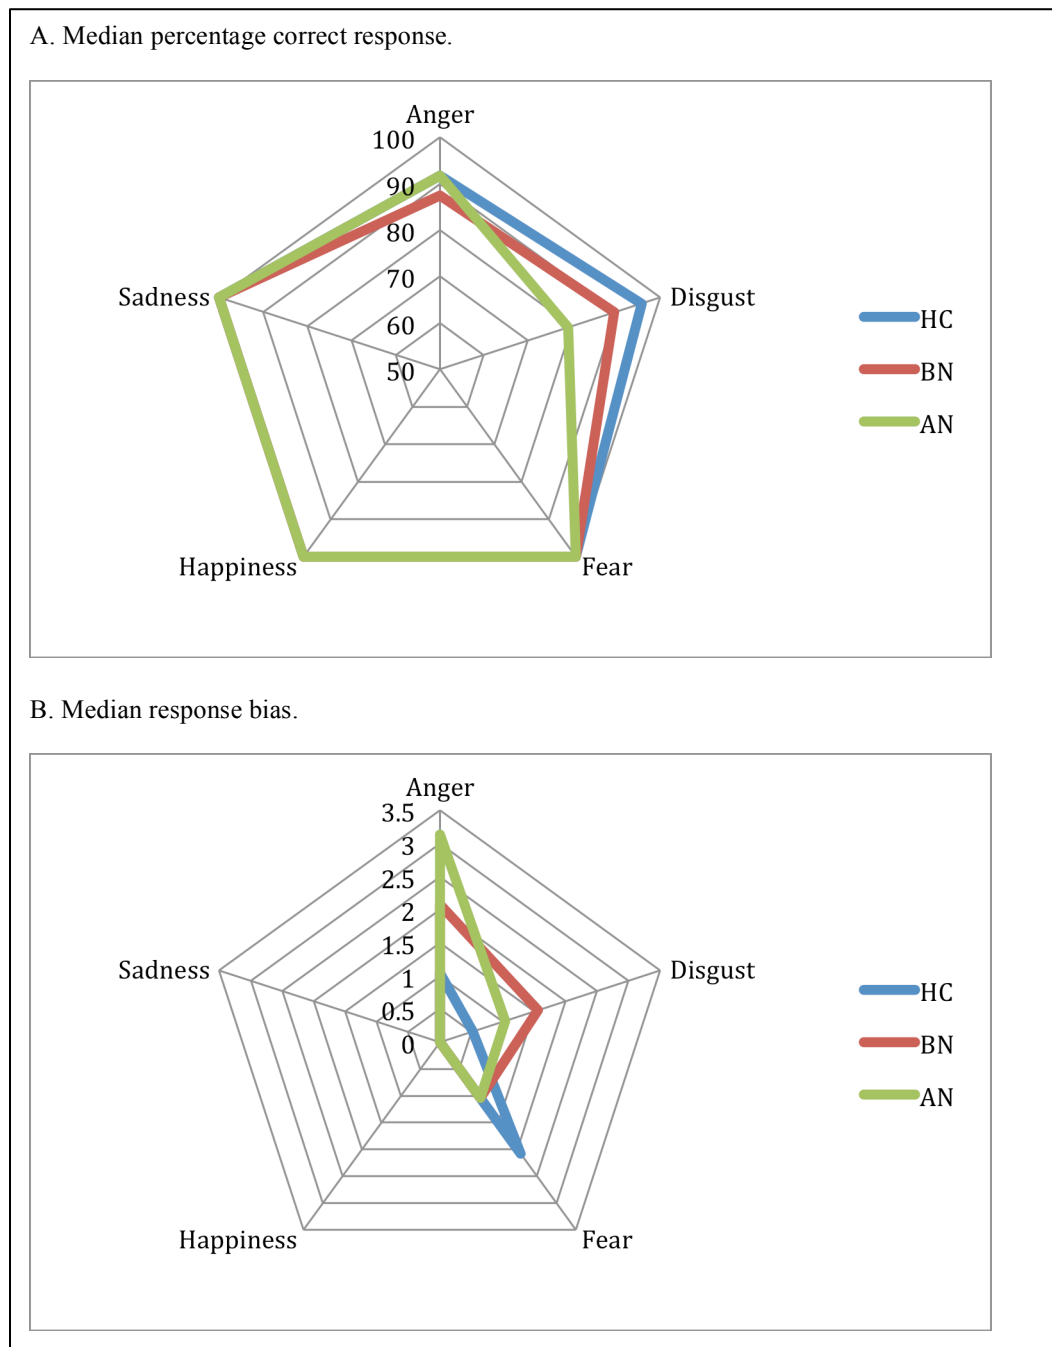 A. Median percentage correct response.
Anger
100
90
80
70
60
50
Sadness
Disgust
Happiness
Fear
HC
BN
AN
B. Median response bias.
Anger
3.5
3
2.5
2
1.5
1
0.5
0
Sadness
Disgust
Happiness
Fear
HC
BN
AN